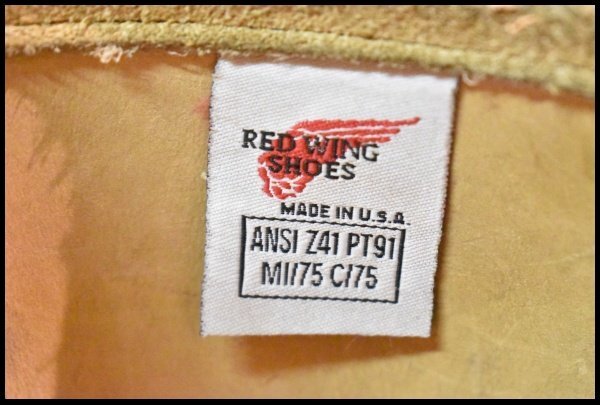 RED WING
SHOES
MADE IN U.S.A.
ANSI Z41 PT91
MI/75 C/75